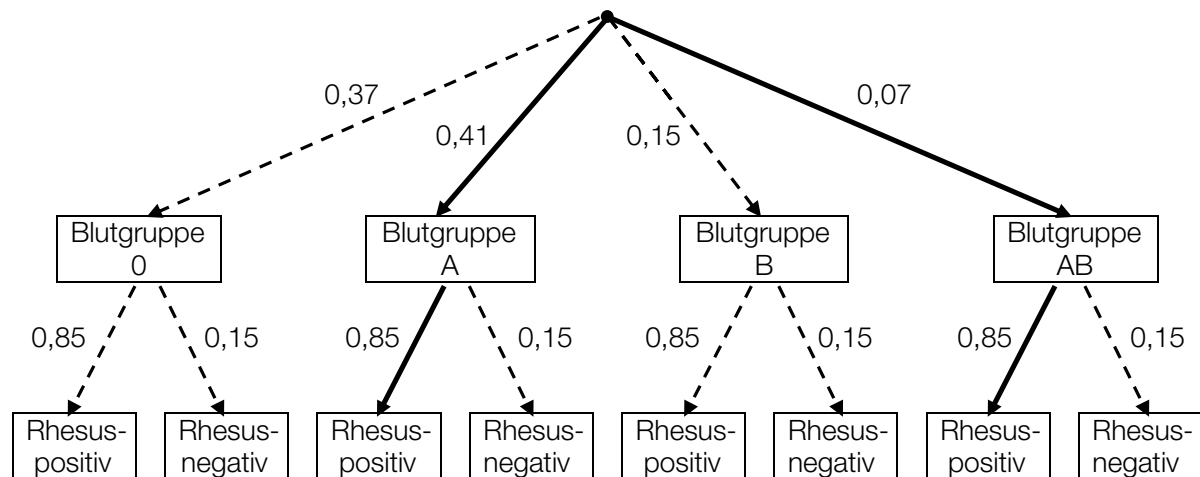 0,37
0,41
0,15
0,07
Blutgruppe
0
Blutgruppe
A
Blutgruppe
B
Blutgruppe
AB
0,85
0,15
0,85
0,15
0,85
0,15
0,85
0,15
Rhesus-
positiv
Rhesus-
negativ
Rhesus-
positiv
Rhesus-
negativ
Rhesus-
positiv
Rhesus-
negativ
Rhesus-
positiv
Rhesus-
negativ